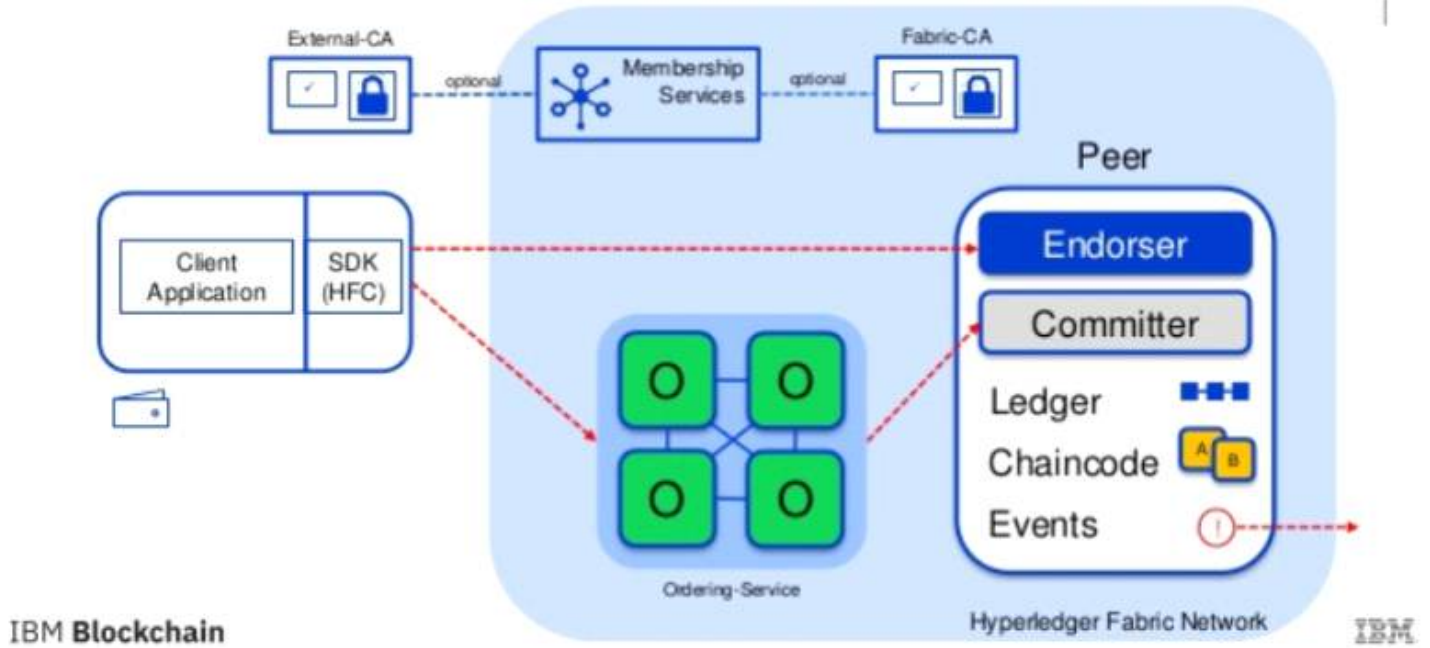 External-CA
Fabric-CA
optional
Membership
Services
optional
Peer
Client
Application
SDK
(HFC)
Endorser
Committer
O O
O O
Ledger
Chaincode
A
B
Events
!
Ordering-Service
Hyperledger Fabric Network
IBM Blockchain
IBM